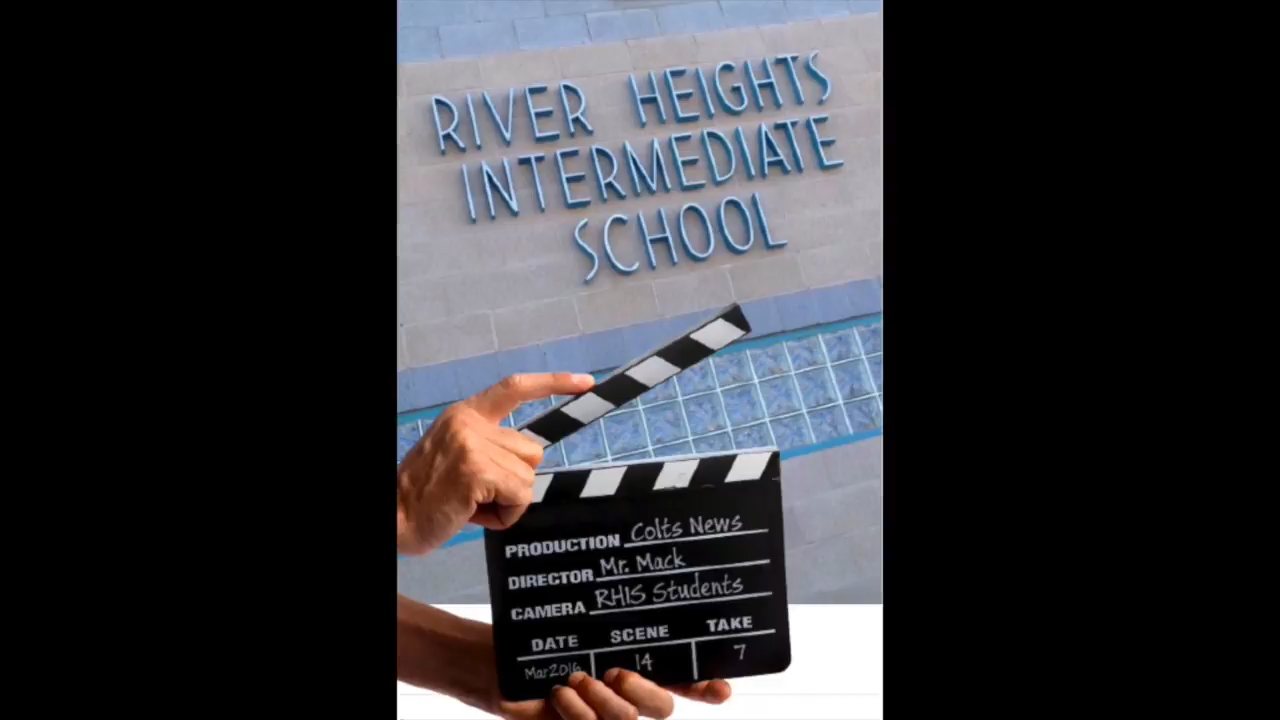 RIVER HEIGHTS
INTERMEDIATE
SCHOOL
PRODUCTION Colts News
DIRECTOR Mr. Mack
CAMERA RHIS Students
DATE SCENE TAKE
Mar2016 14 7